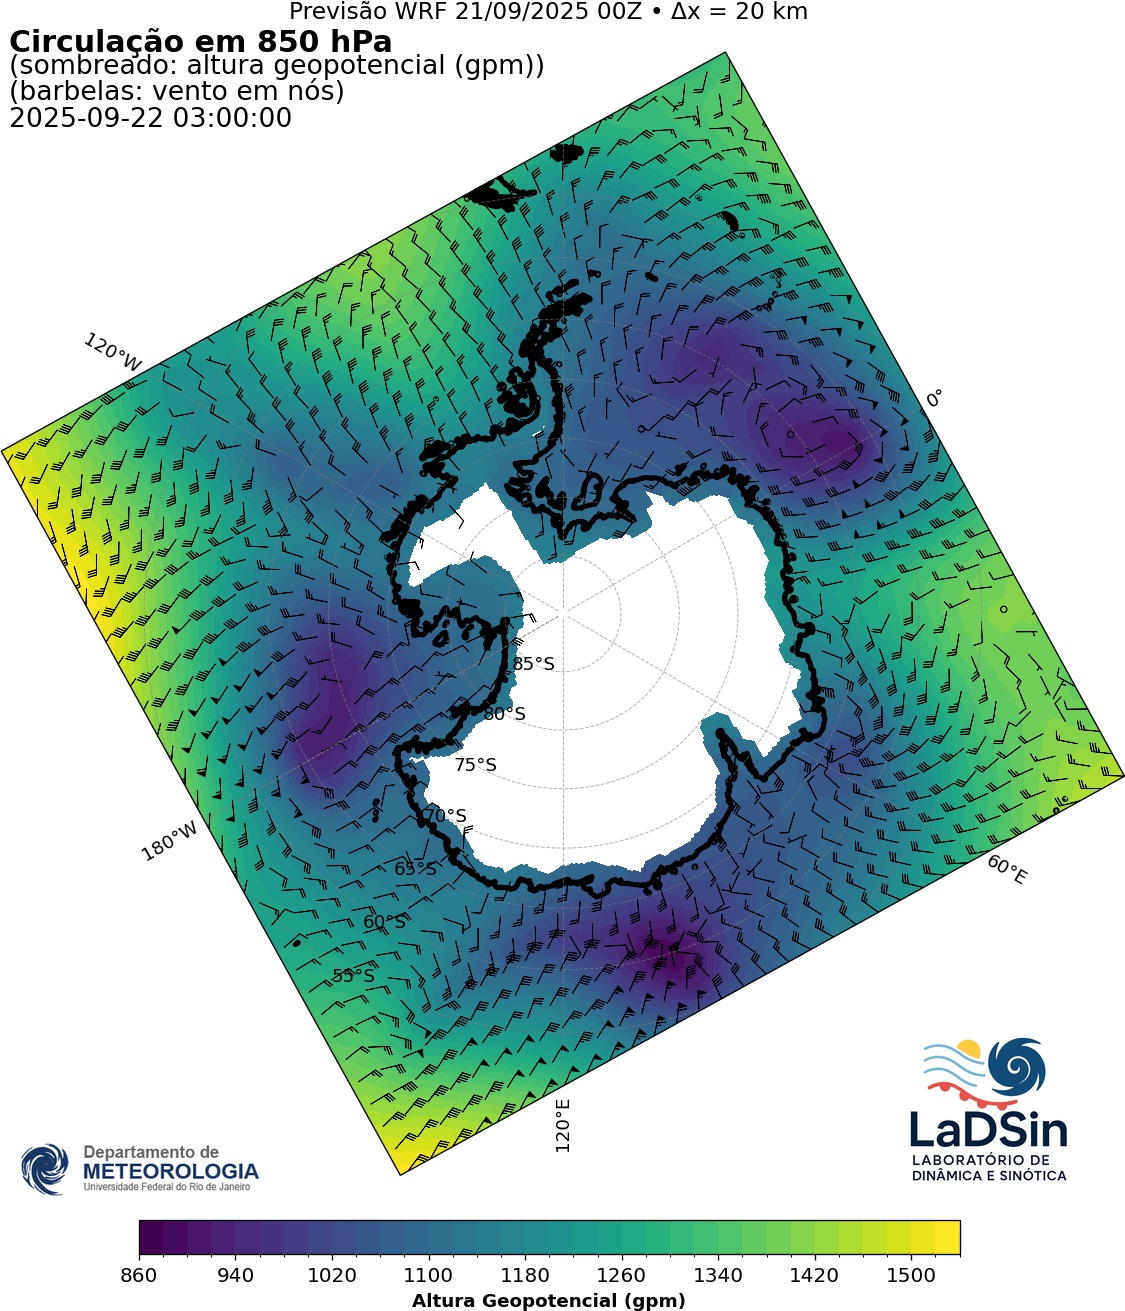 Previsão WRF 21/09/2025 00Z • Δx = 20 km
Circulação em 850 hPa
(sombreado: altura geopotencial (gpm))
(barbelas: vento em nós)
2025-09-22 03:00:00
120°W
0°
85°S
80°S
75°S
70°S
65°S
60°S
55°S
180°W
60°E
120°E
LaDSin
LABORATÓRIO DE
DINÂMICA E SINÓTICA
Departamento de
METEOROLOGIA
Universidade Federal do Rio de Janeiro
860 940 1020 1100 1180 1260 1340 1420 1500
Altura Geopotencial (gpm)